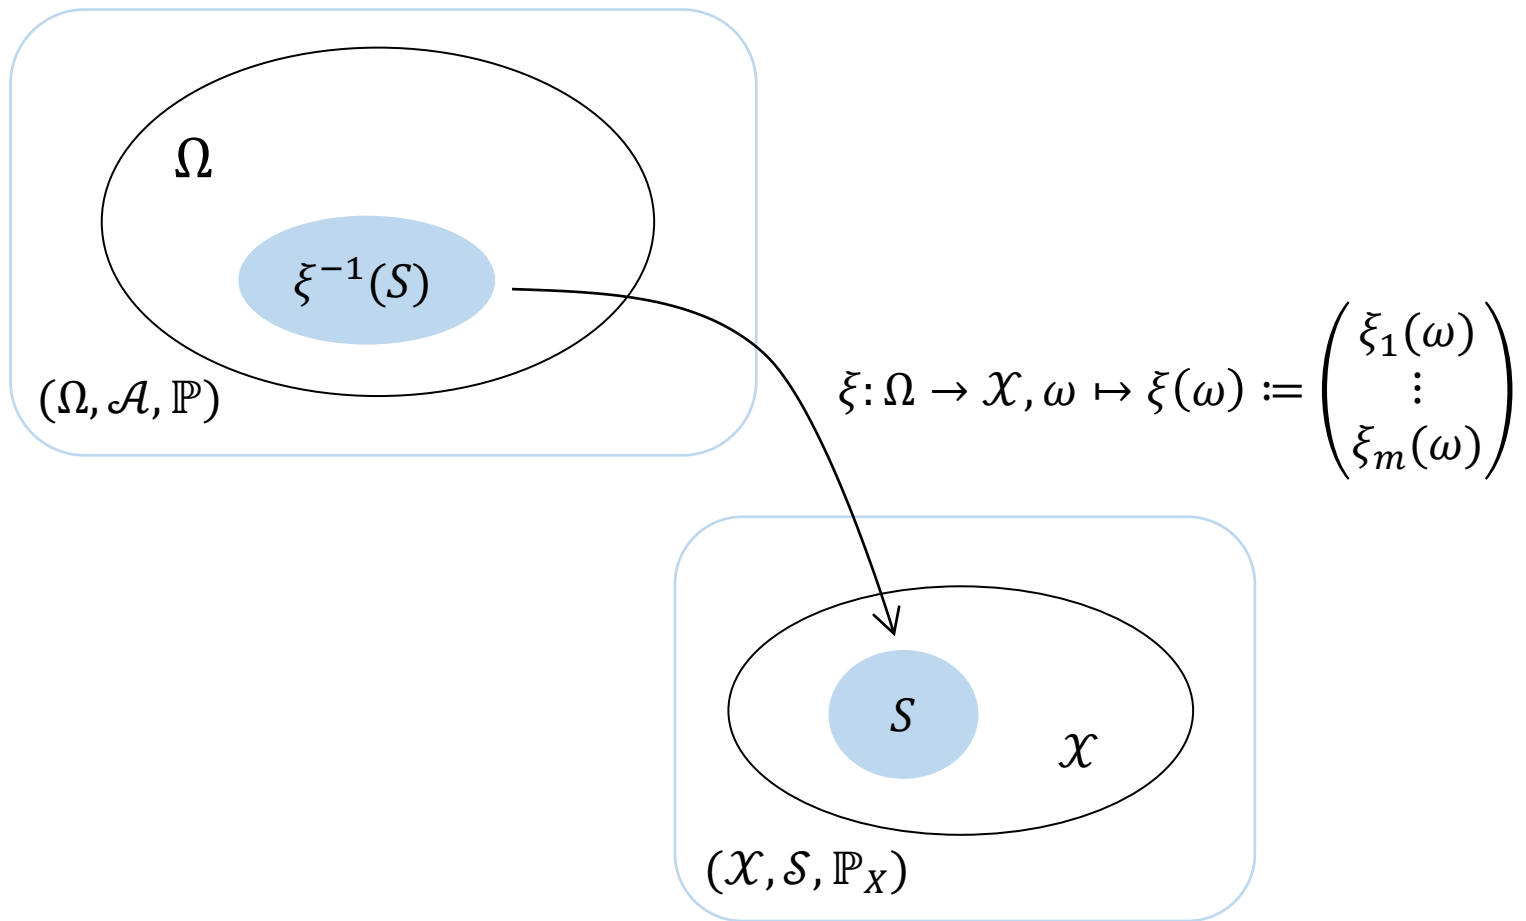 Ω
ξ⁻¹(S)
(Ω, 𝒜, ℙ)
ξ: Ω → 𝒳, ω ↦ ξ(ω) ≔
ξ₁(ω)
⋮
ξₘ(ω)
S
𝒳
(𝒳, 𝒮, ℙ_X)